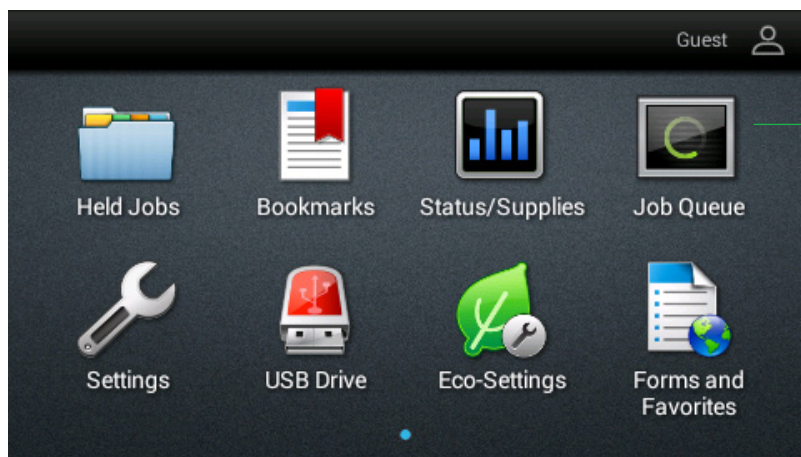 Guest
Held Jobs
Bookmarks
Status/Supplies
Job Queue
Settings
USB Drive
Eco-Settings
Forms and
Favorites